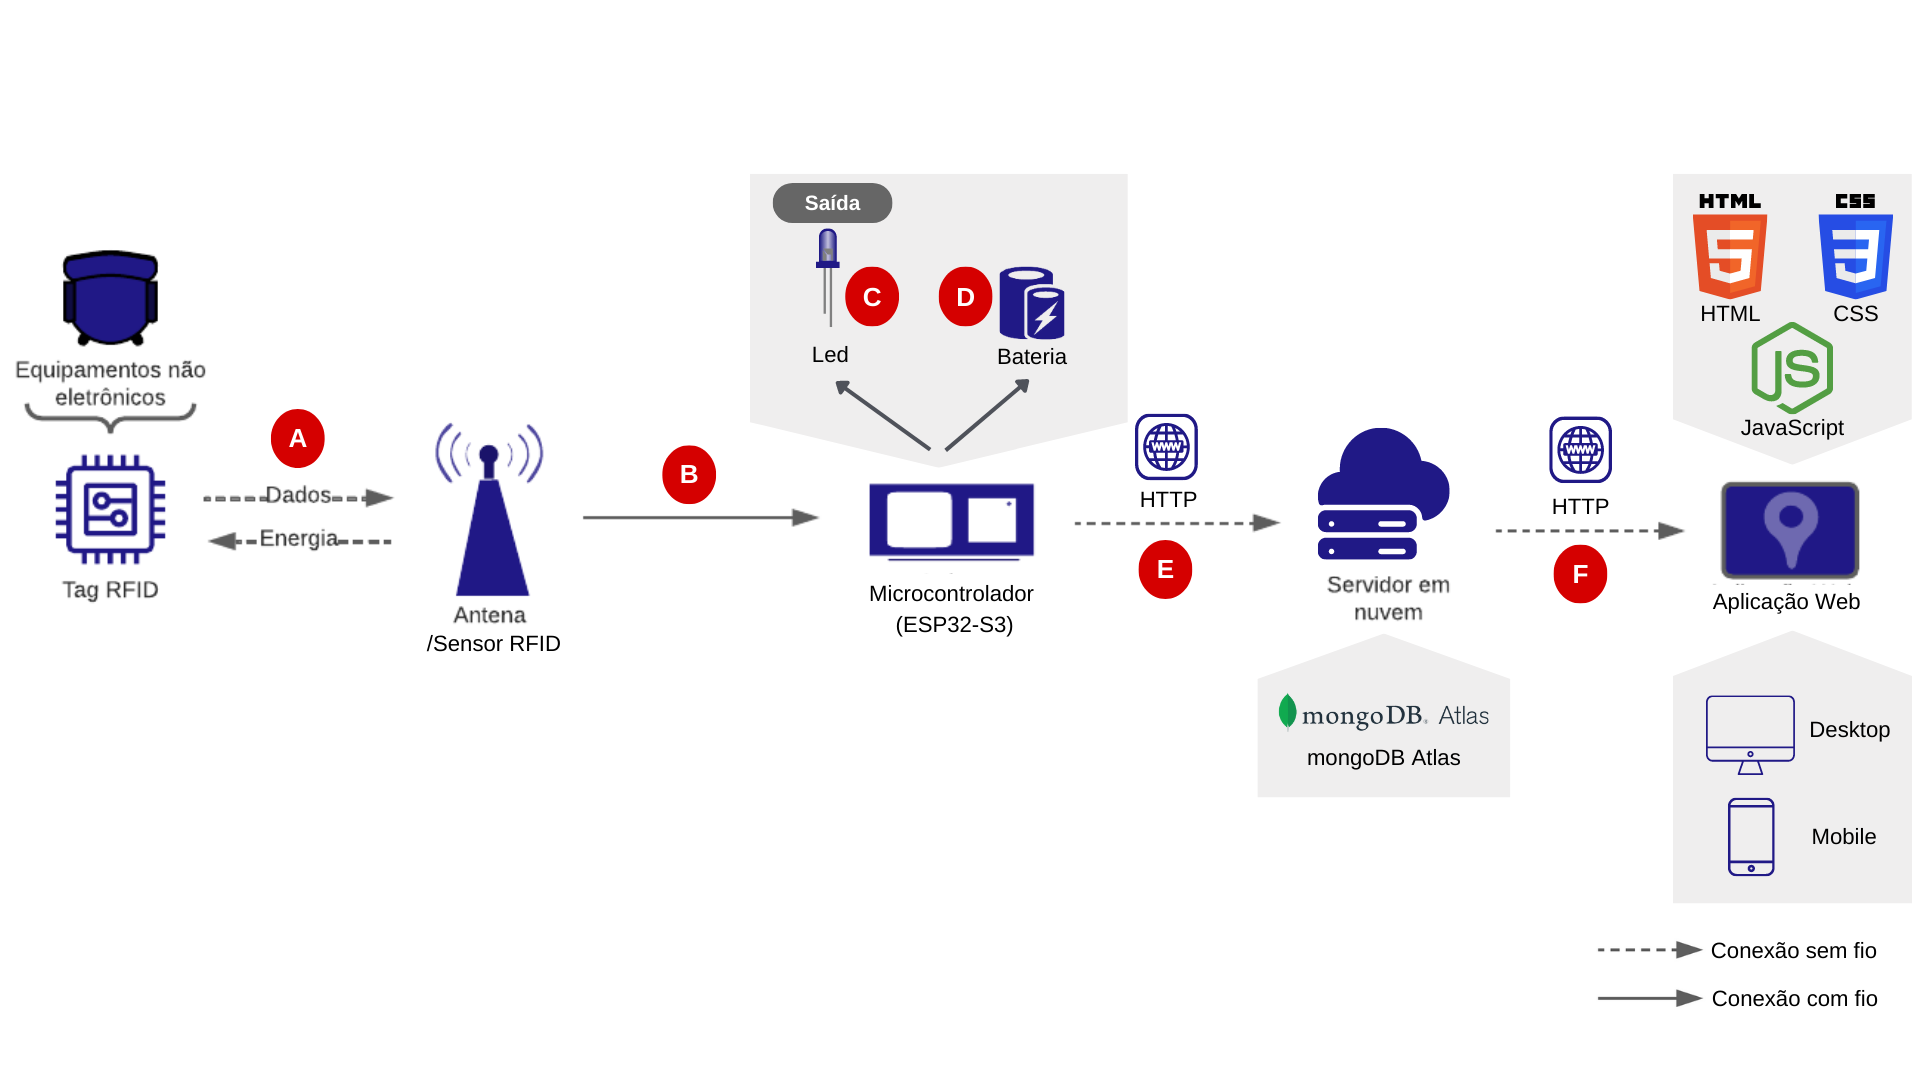 Equipamentos não
eletrônicos
Tag RFID
A
Dados
Energia
Antena
/Sensor RFID
B
Saída
C
D
Led
Bateria
Microcontrolador
(ESP32-S3)
HTTP
E
Servidor em
nuvem
mongoDB Atlas
mongoDB Atlas
WWW
WWW
HTTP
F
HTML
CSS
HTML
CSS
JS
JavaScript
Aplicação Web
Desktop
Mobile
Conexão sem fio
Conexão com fio